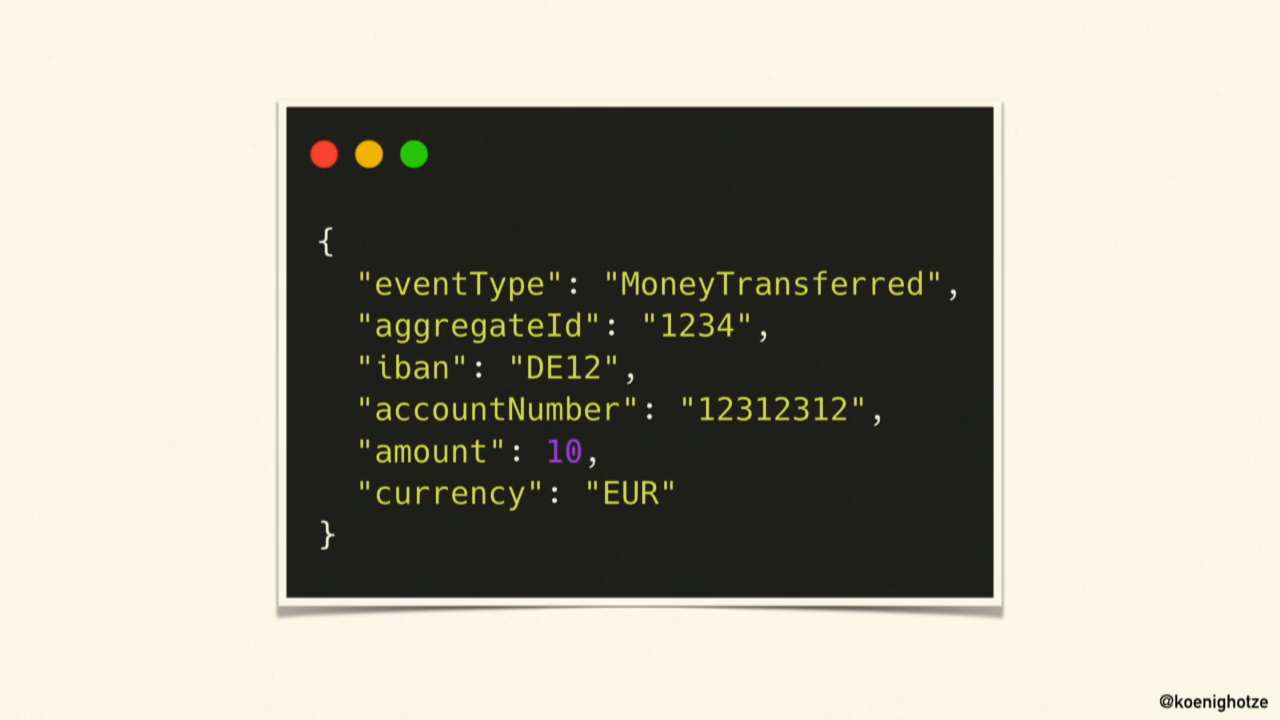 {
"eventType": "MoneyTransferred",
"aggregateId": "1234",
"iban": "DE12",
"accountNumber": "12312312",
"amount": 10,
"currency": "EUR"
}
@koenighotze